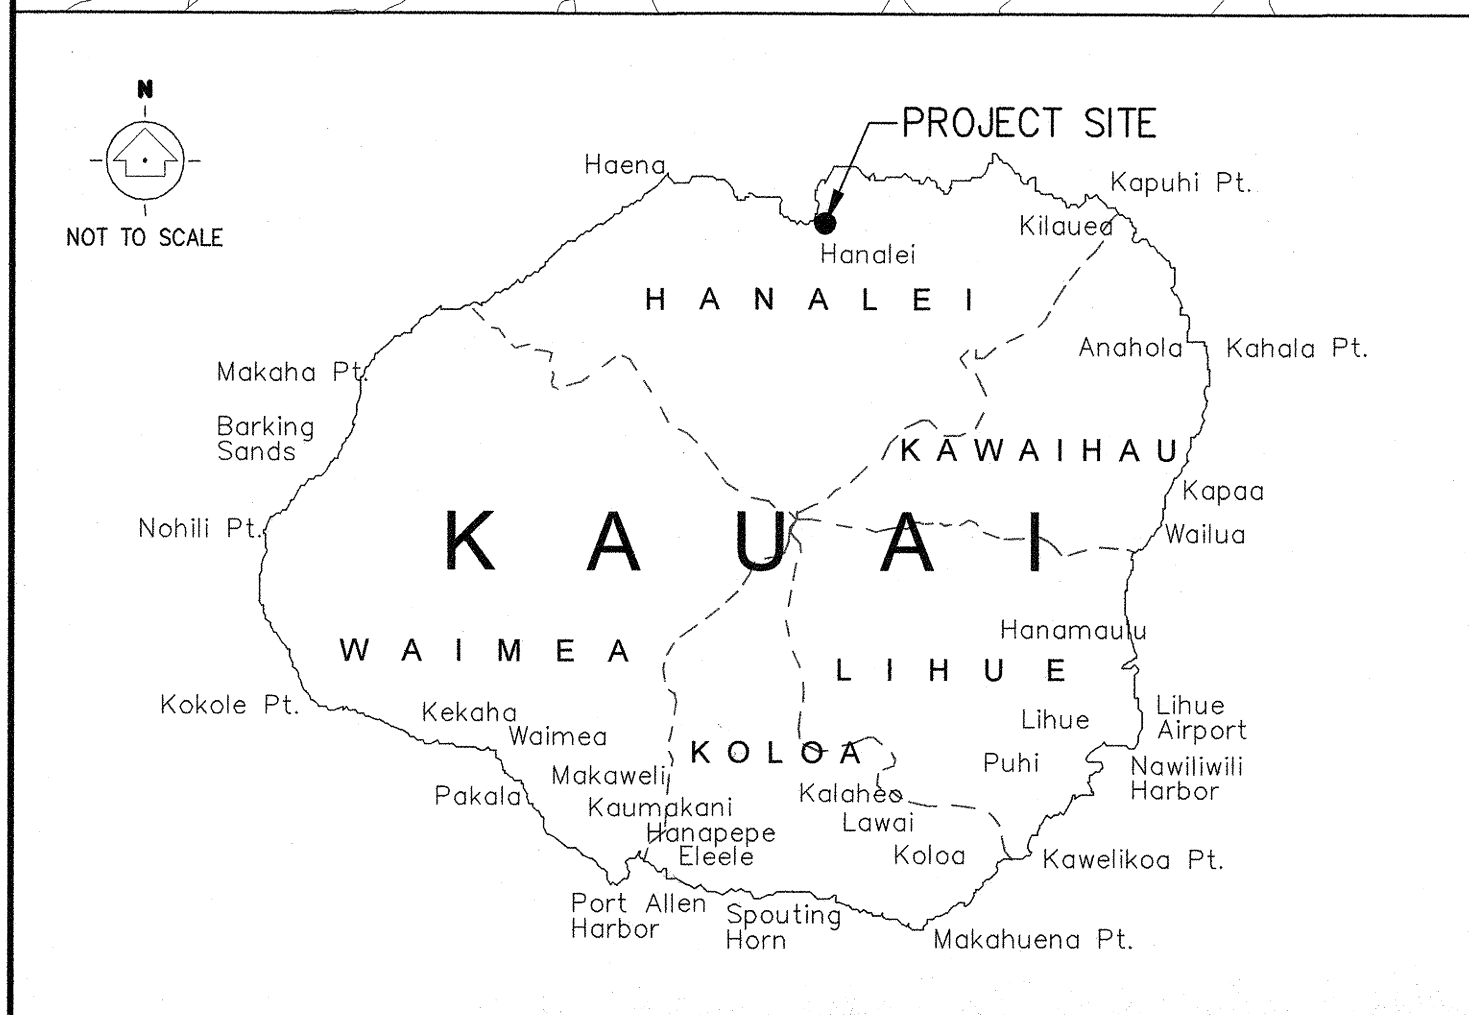 N
NOT TO SCALE
PROJECT SITE
Haena
Kapuhi Pt.
Kilauea
Hanalei
HANALEI
Anahola
Kahala Pt.
Makaha Pt.
Barking
Sands
KAWAIHAU
Kapaa
Nohili Pt.
Wailua
KAUAI
Hanamaulu
WAIMEA
LIHUE
Kokole Pt.
Kekaha
Lihue
Lihue
Airport
Waimea
KOLOA
Puhi
Nawiliwili
Harbor
Makaweli
Pakala
Kalaheo
Kaumakani
Lawai
Hanapepe
Eleele
Koloa
Kawelikoa Pt.
Port Allen
Harbor
Spouting
Horn
Makahuena Pt.